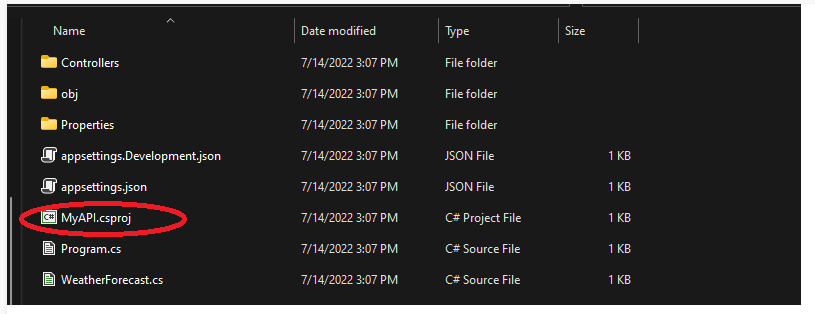 Name Date modified Type Size
Controllers 7/14/2022 3:07 PM File folder
obj 7/14/2022 3:07 PM File folder
Properties 7/14/2022 3:07 PM File folder
appsettings.Development.json 7/14/2022 3:07 PM JSON File 1 KB
appsettings.json 7/14/2022 3:07 PM JSON File 1 KB
C# MyAPI.csproj 7/14/2022 3:07 PM C# Project File 1 KB
Program.cs 7/14/2022 3:07 PM C# Source File 1 KB
WeatherForecast.cs 7/14/2022 3:07 PM C# Source File 1 KB